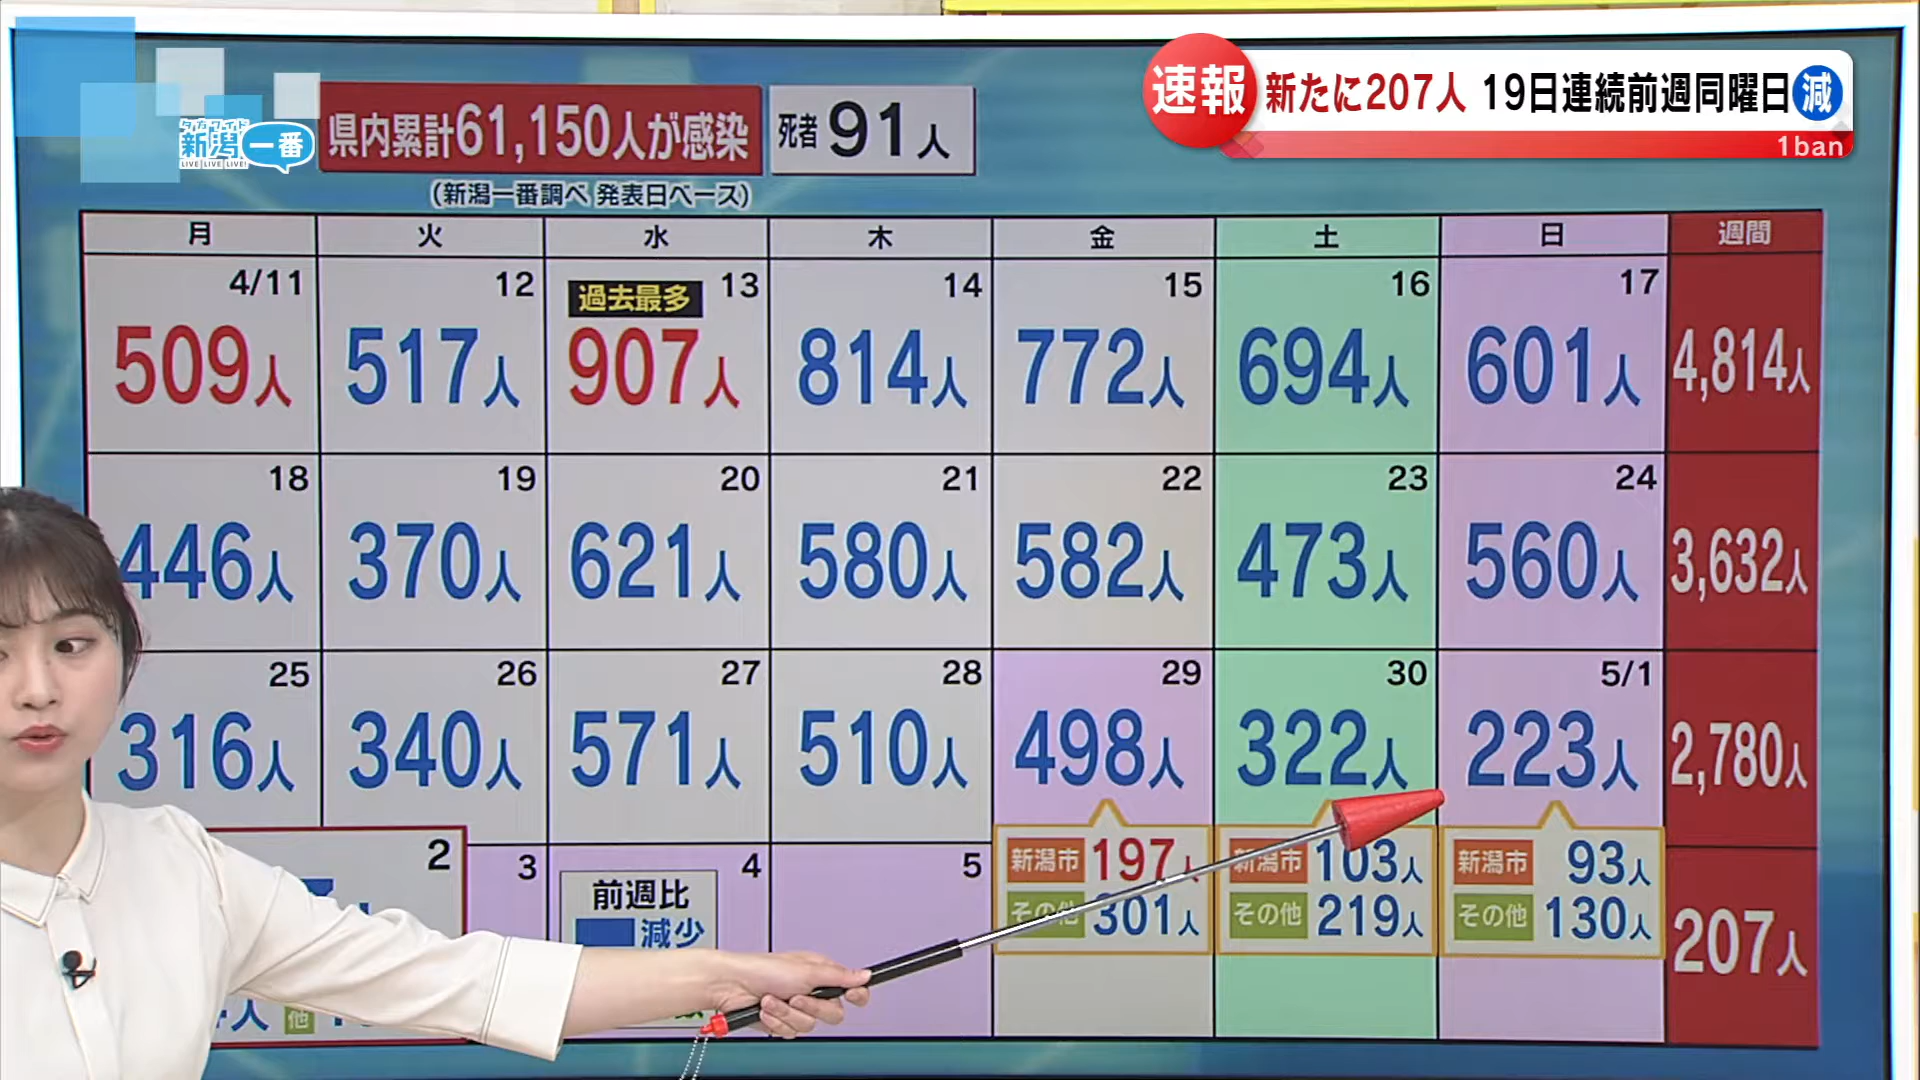 速報 新たに207人 19日連続前週同曜日減
1ban
夕方ワイド
新潟一番
LIVE LIVE LIVE!
県内累計61,150人が感染 死者91人
(新潟一番調べ 発表日ベース)
月 火 水 木 金 土 日 週間
4/11 12 過去最多 13 14 15 16 17
509人 517人 907人 814人 772人 694人 601人 4,814人
18 19 20 21 22 23 24
446人 370人 621人 580人 582人 473人 560人 3,632人
25 26 27 28 29 30 5/1
316人 340人 571人 510人 498人 322人 223人 2,780人
新潟市 197人 新潟市 103人 新潟市 93人
その他 301人 その他 219人 その他 130人
2 3 4 5
前週比
減少
人 他
207人